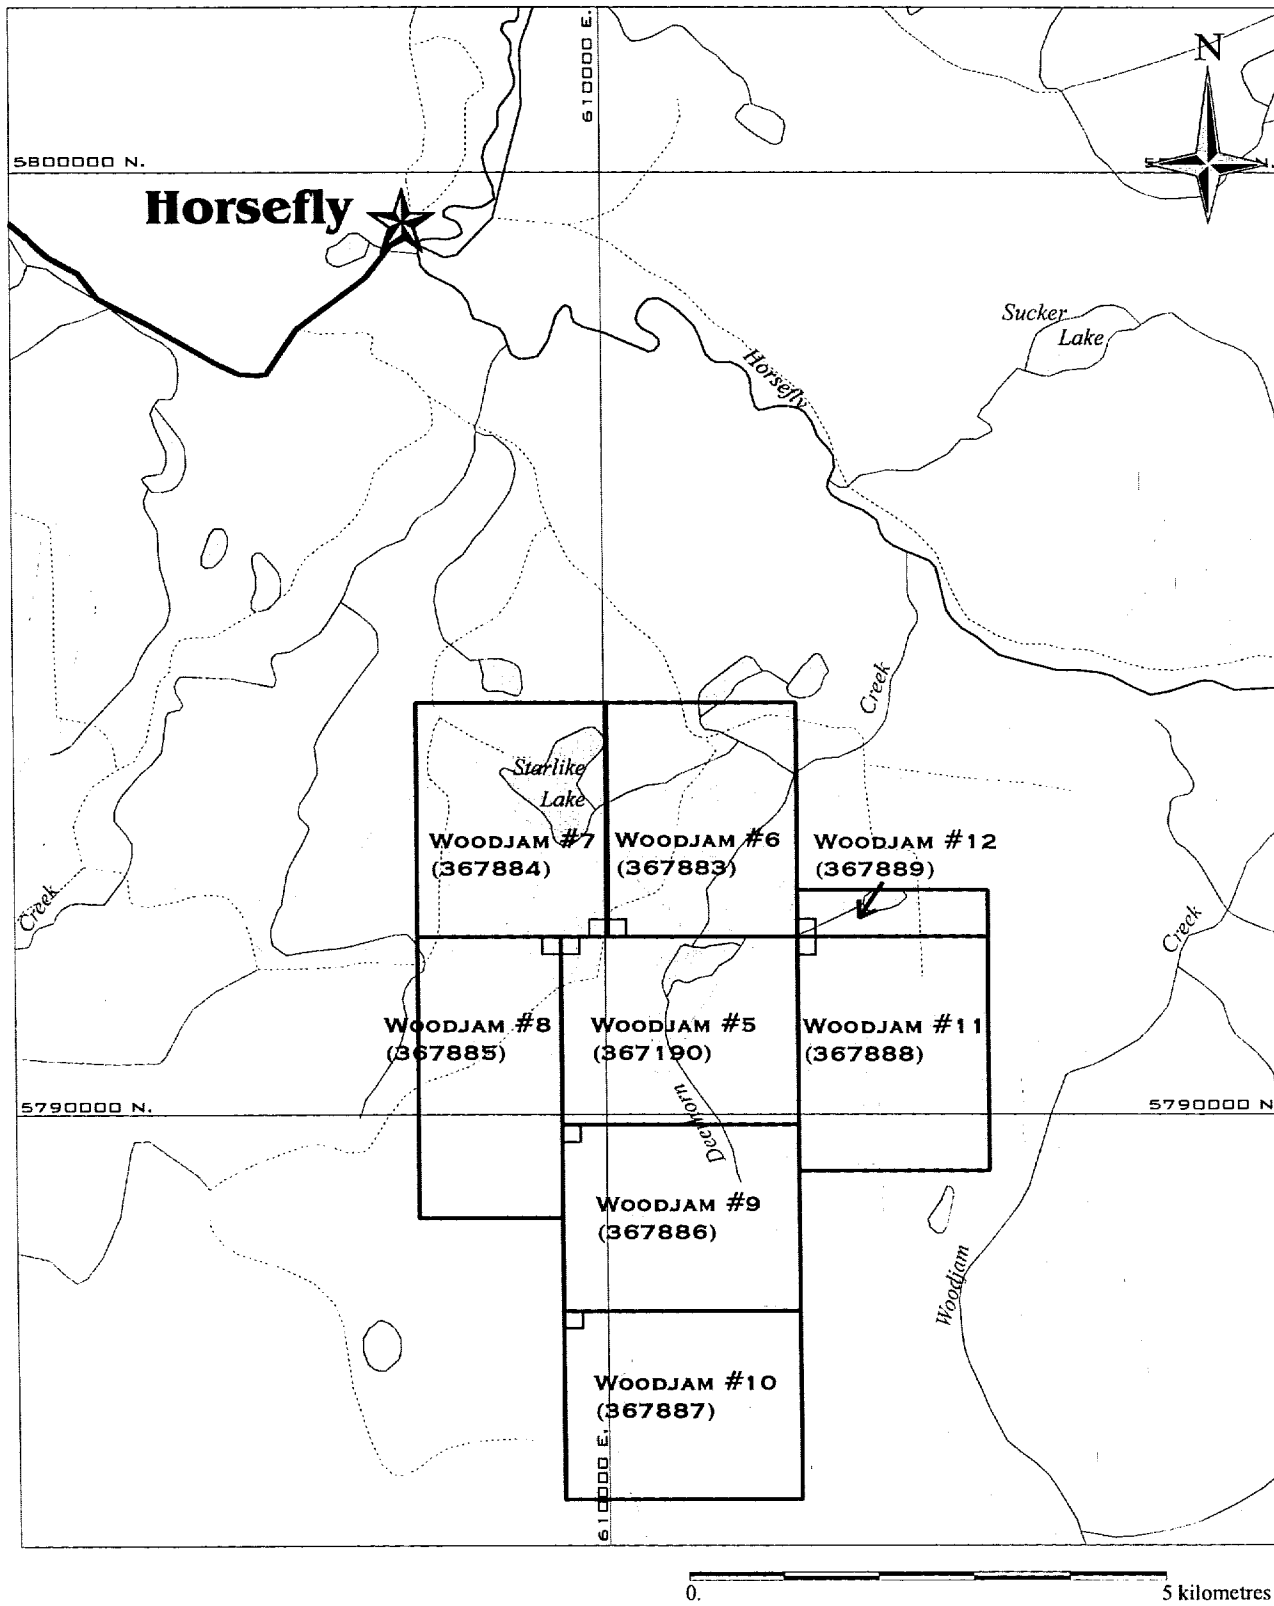 610000 E.
N
5800000 N.
Horsefly
Sucker
Lake
Horsefly
Creek
Starlike
Lake
WOODJAM #7
(367884)
WOODJAM #6
(367883)
WOODJAM #12
(367889)
Creek
Creek
WOODJAM #8
(367885)
WOODJAM #5
(367190)
WOODJAM #11
(367888)
5790000 N.
5790000 N
Deerhorn
WOODJAM #9
(367886)
Woodjam
WOODJAM #10
(367887)
610000 E.
0.
5 kilometres